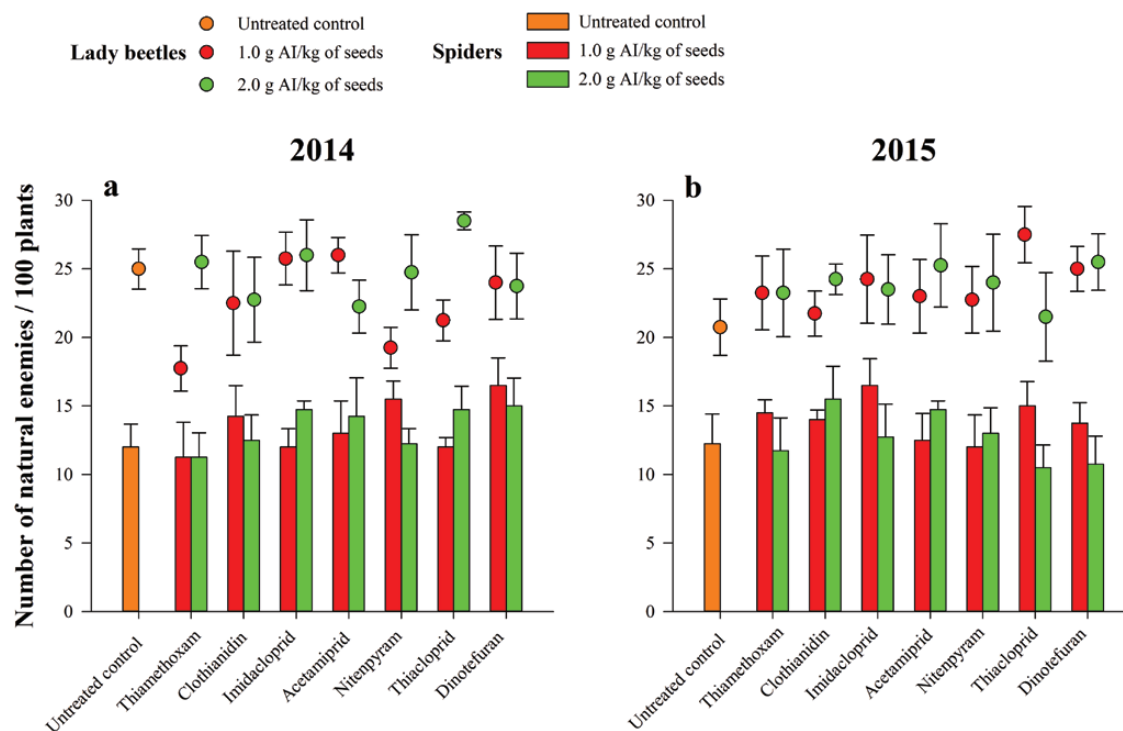 Lady beetles
Untreated control
1.0 g AI/kg of seeds
2.0 g AI/kg of seeds
Spiders
Untreated control
1.0 g AI/kg of seeds
2.0 g AI/kg of seeds
2014
2015
Number of natural enemies / 100 plants
a
30
25
20
15
10
5
0
Untreated control
Thiamethoxam
Clothianidin
Imidacloprid
Acetamiprid
Nitenpyram
Thiacloprid
Dinotefuran
b
30
25
20
15
10
5
0
Untreated control
Thiamethoxam
Clothianidin
Imidacloprid
Acetamiprid
Nitenpyram
Thiacloprid
Dinotefuran